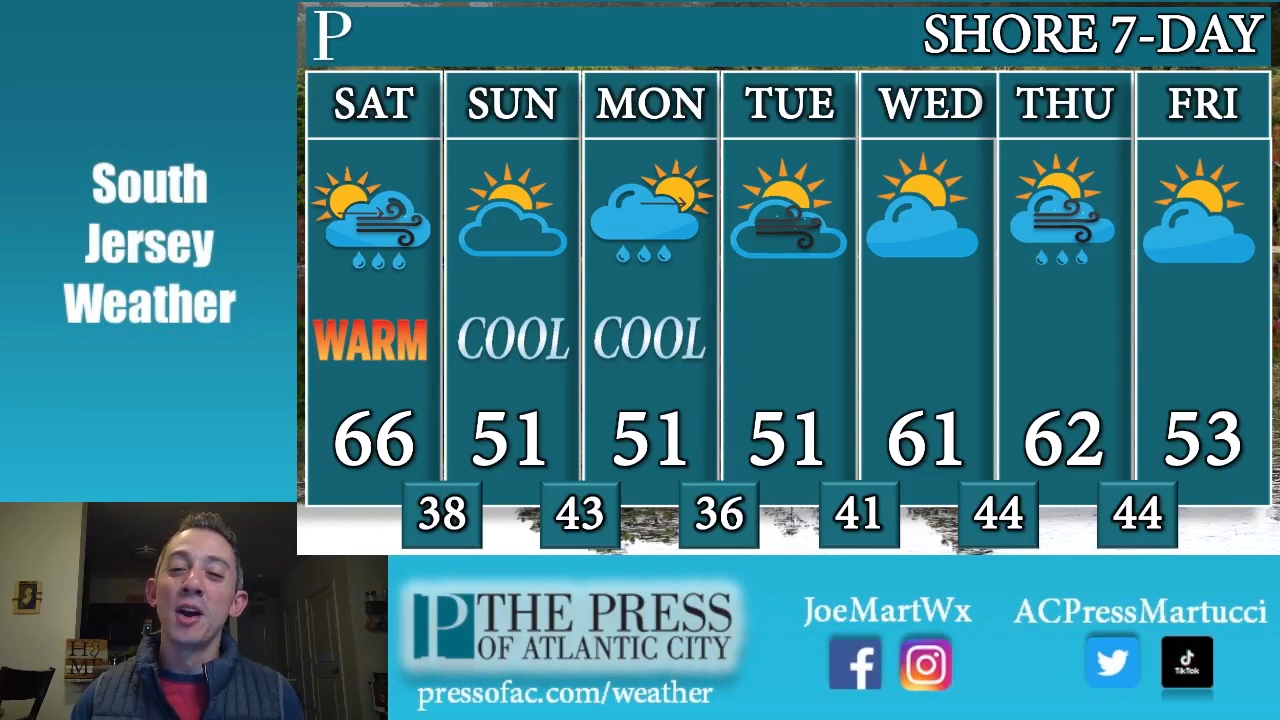 P
SHORE 7-DAY
SAT SUN MON TUE WED THU FRI
WARM COOL COOL
66 51 51 51 61 62 53
38 43 36 41 44 44
South
Jersey
Weather
H
ME
P THE PRESS
OF ATLANTIC CITY
pressofac.com/weather
JoeMartWx
ACPressMartucci
TikTok